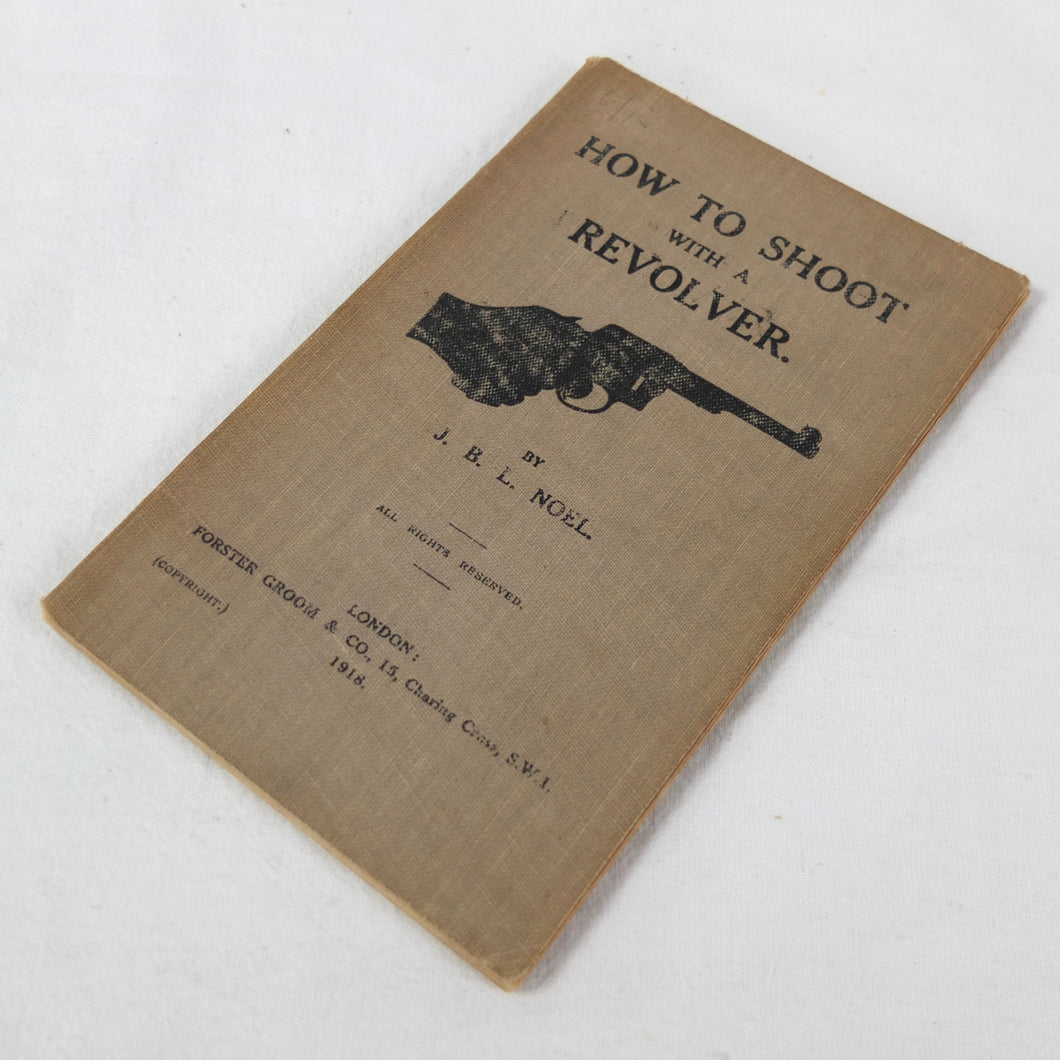 HOW TO SHOOT
WITH A
REVOLVER.
BY
J. B. L. NOEL.
ALL RIGHTS RESERVED.
LONDON:
FORSTER GROOM & CO., 15, Charing Cross, S.W.1.
1918.
(COPYRIGHT.)